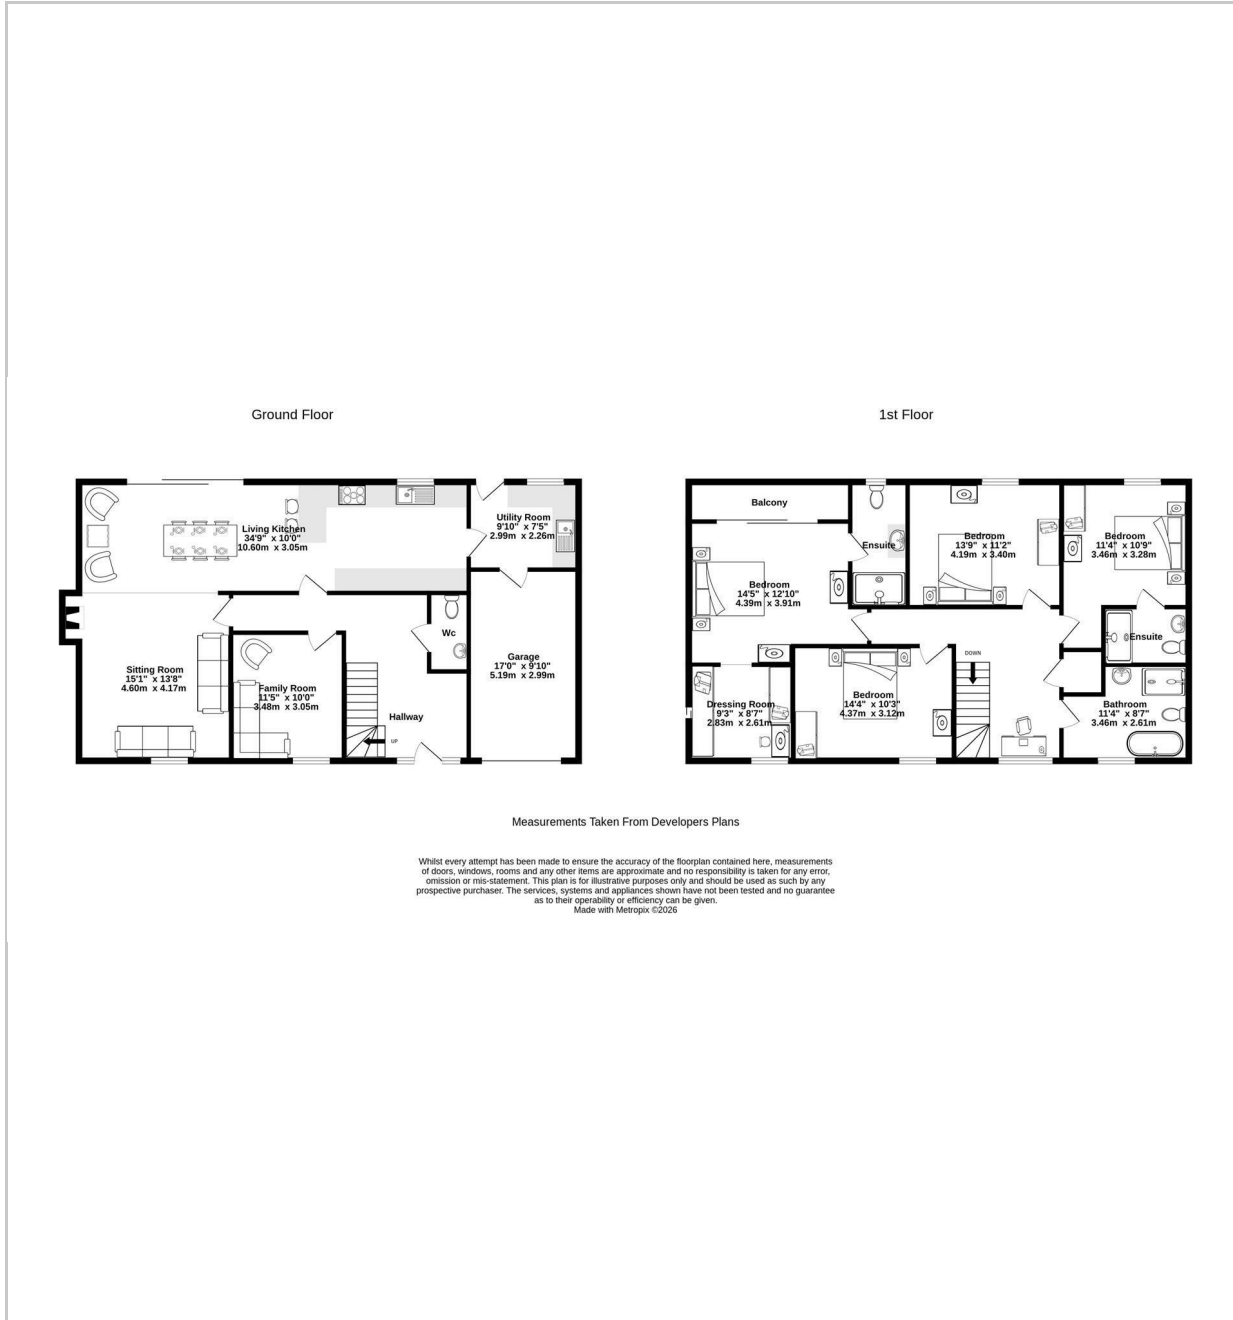 Ground Floor
Living Kitchen
34'9" x 10'0"
10.60m x 3.05m
Utility Room
9'10" x 7'5"
2.99m x 2.26m
Wc
Garage
17'0" x 9'10"
5.19m x 2.99m
Sitting Room
15'1" x 13'8"
4.60m x 4.17m
Family Room
11'5" x 10'0"
3.48m x 3.05m
Hallway
UP
1st Floor
Balcony
Ensuite
Bedroom
13'9" x 11'2"
4.19m x 3.40m
Bedroom
11'4" x 10'9"
3.46m x 3.28m
Bedroom
14'5" x 12'10"
4.39m x 3.91m
Ensuite
DOWN
Dressing Room
9'3" x 8'7"
2.83m x 2.61m
Bedroom
14'4" x 10'3"
4.37m x 3.12m
Bathroom
11'4" x 8'7"
3.46m x 2.61m
Measurements Taken From Developers Plans
Whilst every attempt has been made to ensure the accuracy of the floorplan contained here, measurements
of doors, windows, rooms and any other items are approximate and no responsibility is taken for any error,
omission or mis-statement. This plan is for illustrative purposes only and should be used as such by any
prospective purchaser. The services, systems and appliances shown have not been tested and no guarantee
as to their operability or efficiency can be given.
Made with Metropix ©2026